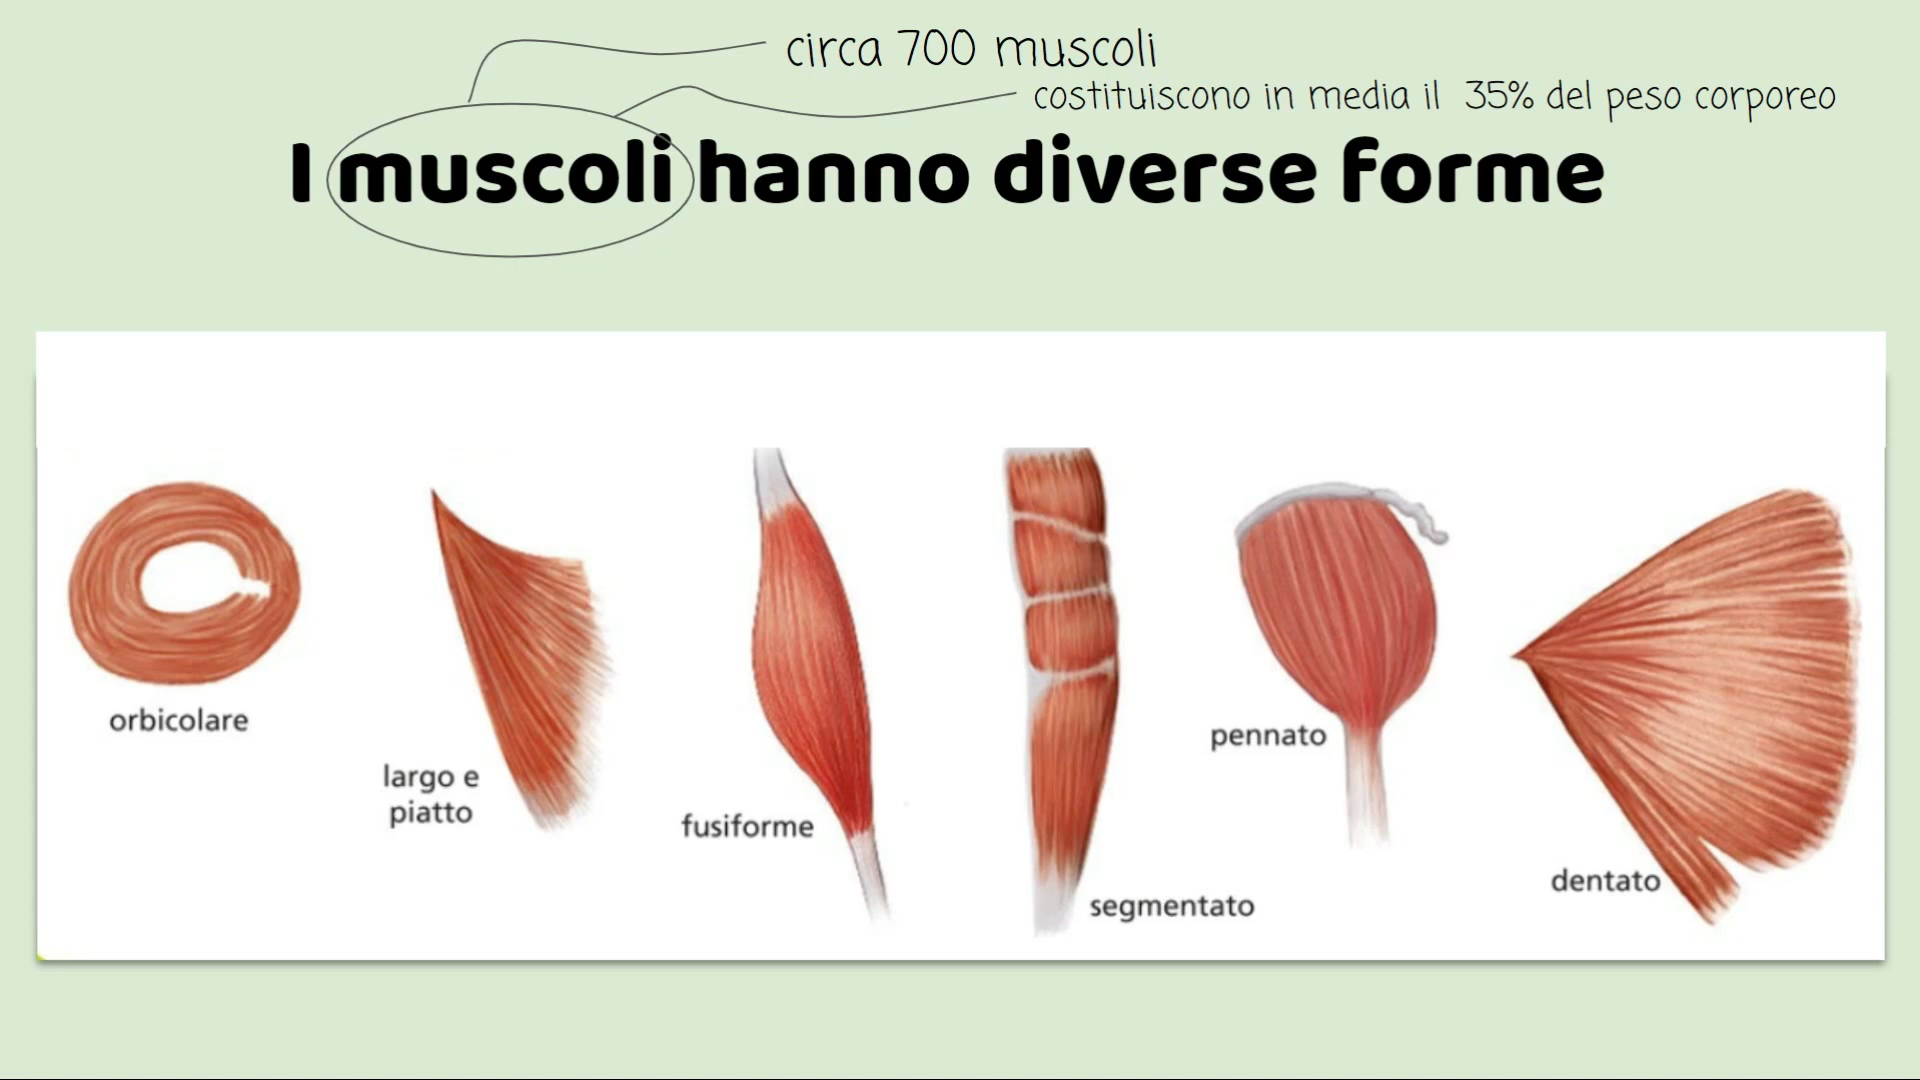 circa 700 muscoli
costituiscono in media il 35% del peso corporeo
I muscoli hanno diverse forme
orbicolare
largo e
piatto
fusiforme
segmentato
pennato
dentato